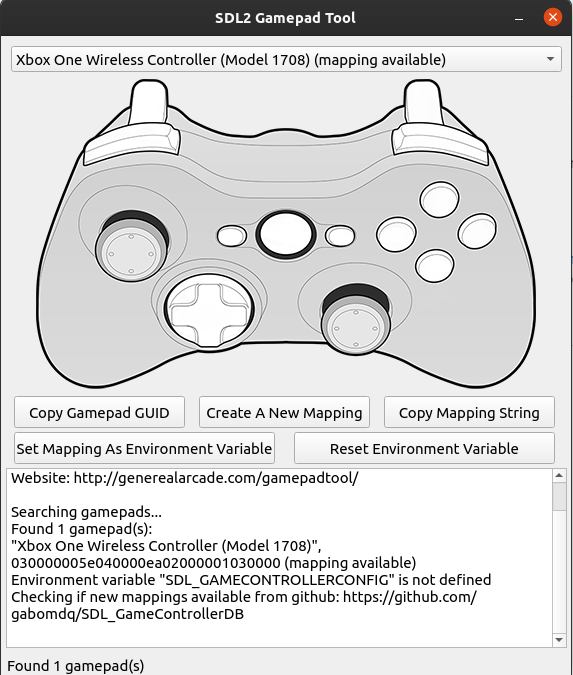 SDL2 Gamepad Tool
Xbox One Wireless Controller (Model 1708) (mapping available)
Copy Gamepad GUID
Create A New Mapping
Copy Mapping String
Set Mapping As Environment Variable
Reset Environment Variable
Website: http://generealarcade.com/gamepadtool/
Searching gamepads...
Found 1 gamepad(s):
"Xbox One Wireless Controller (Model 1708)",
030000005e040000ea02000001030000 (mapping available)
Environment variable "SDL_GAMECONTROLLERCONFIG" is not defined
Checking if new mappings available from github: https://github.com/
gabomdq/SDL_GameControllerDB
Found 1 gamepad(s)